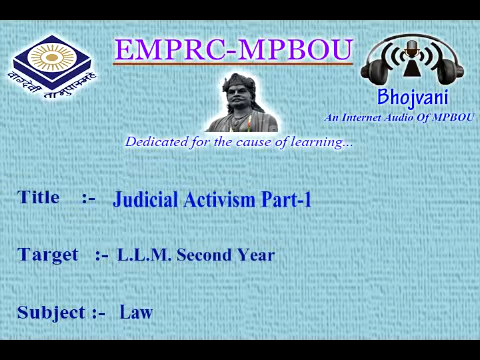 EMPRC-MPBOU
वाग्देवी
Bhojvani
An Internet Audio Of MPBOU
Dedicated for the cause of learning...
Title :- Judicial Activism Part-1
Target :- L.L.M. Second Year
Subject :- Law